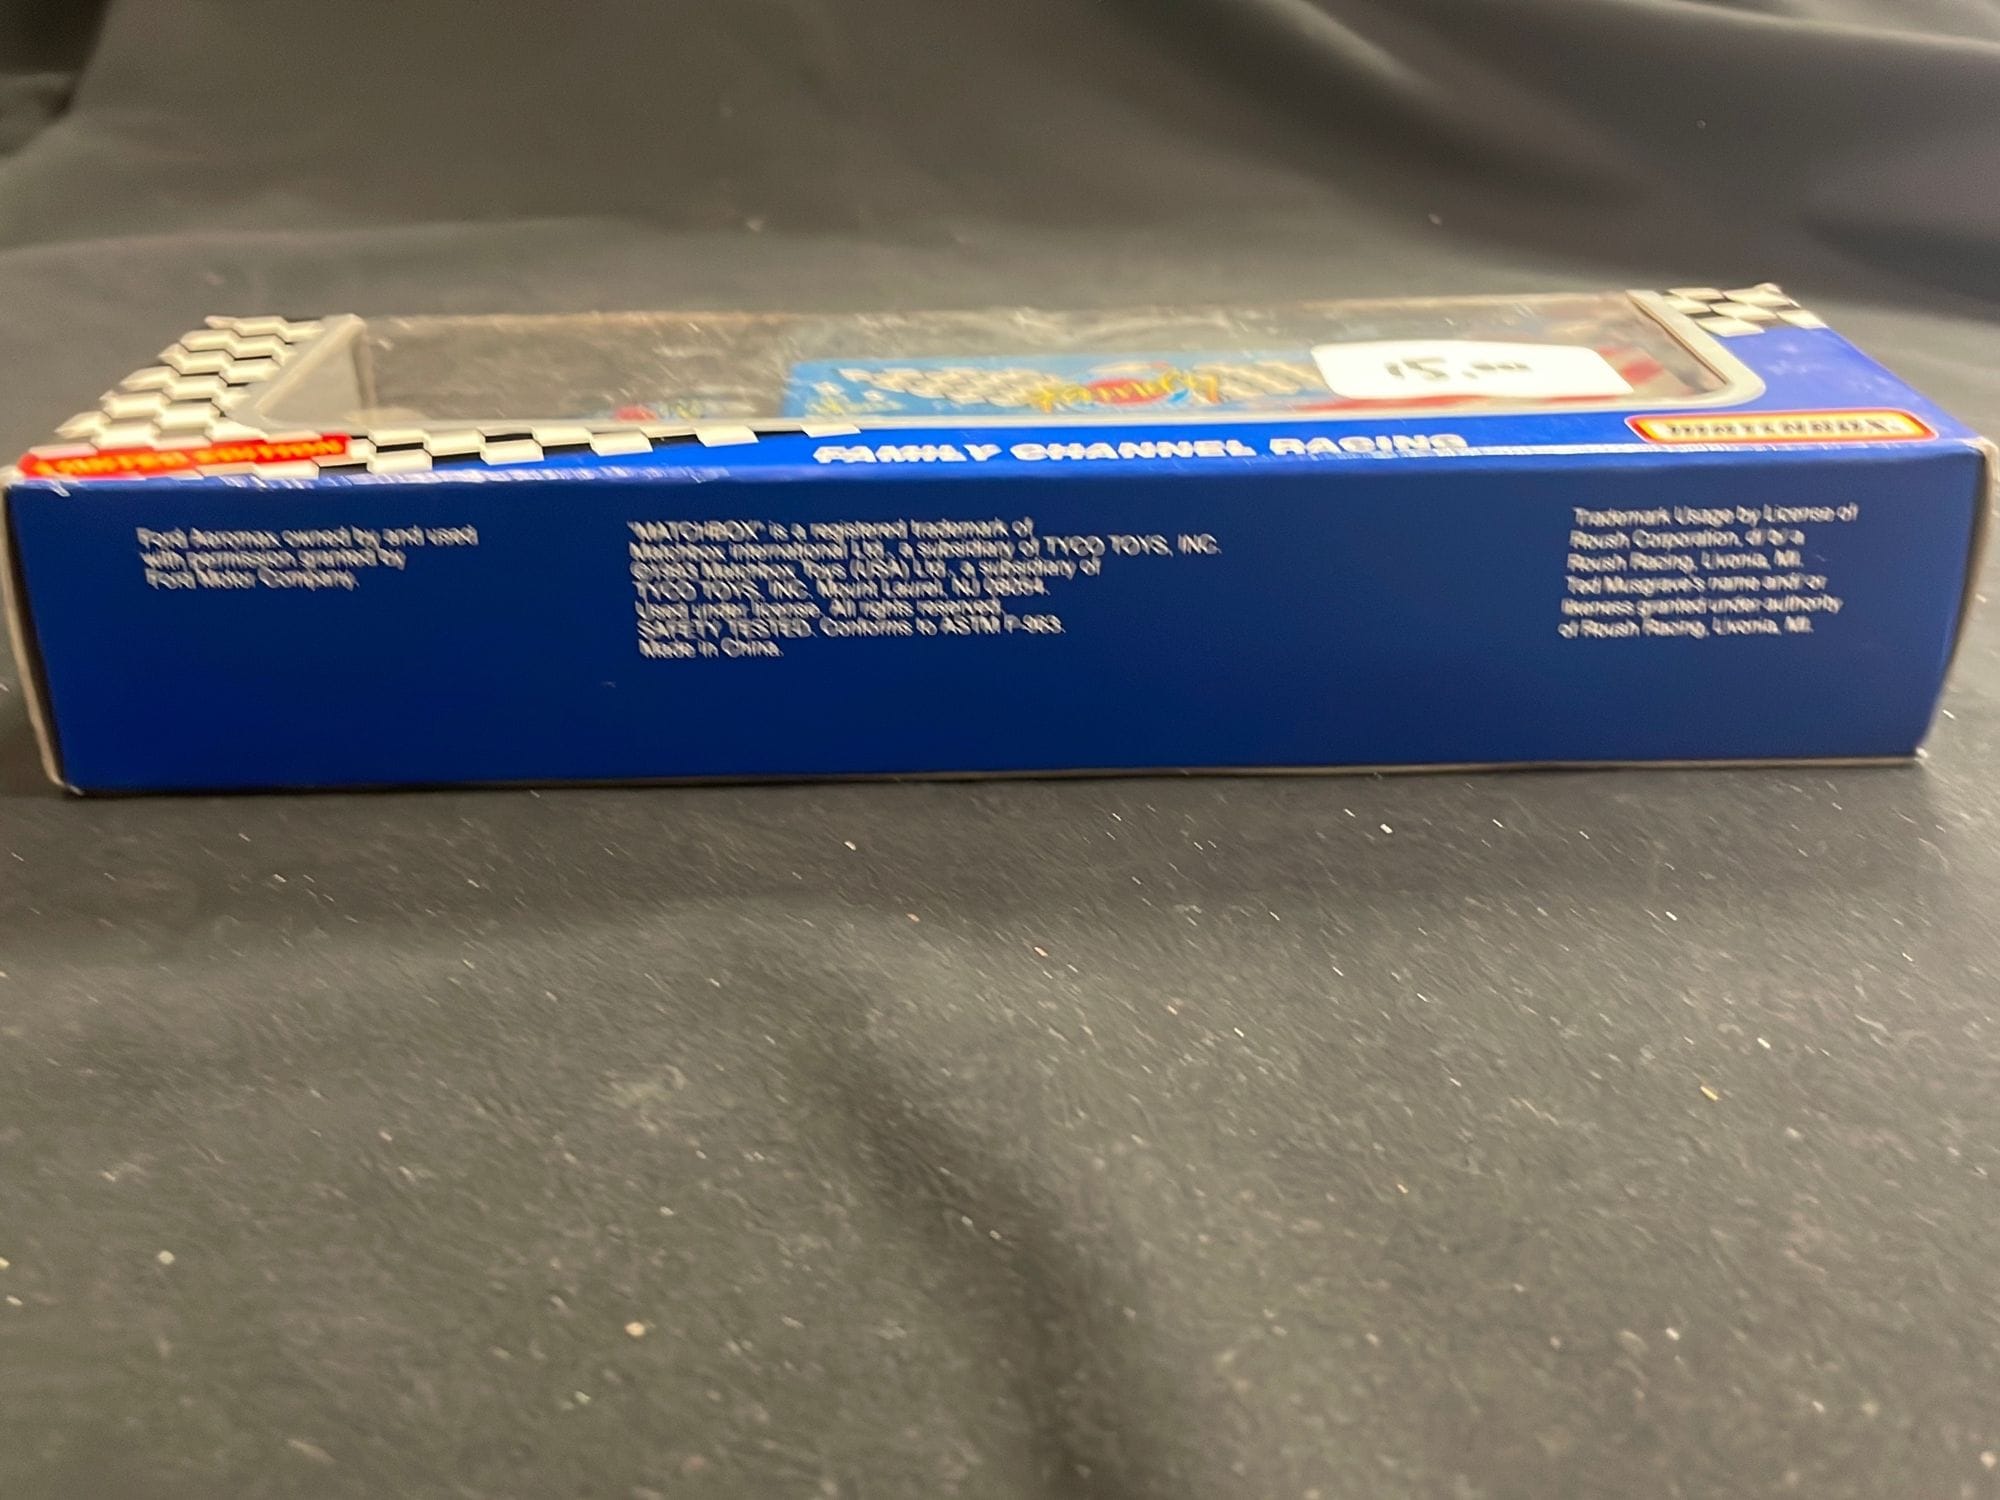 Family
15.00
LIMITED EDITION
FAMILY CHANNEL RACING
MATCHBOX
Ford Aeromax owned by and used
with permission granted by
Ford Motor Company.
"MATCHBOX" is a registered trademark of
Matchbox International Ltd., a subsidiary of TYCO TOYS, INC.
Matchbox Toys (USA) Ltd., a subsidiary of
TYCO TOYS, INC. Mount Laurel, NJ 08054.
Used under license. All rights reserved.
SAFETY TESTED. Conforms to ASTM F-963.
Made in China.
Trademark Usage by License of
Roush Corporation, d/b/a
Roush Racing, Livonia, MI.
Ted Musgrave's name and/or
likeness granted under authority
of Roush Racing, Livonia, MI.